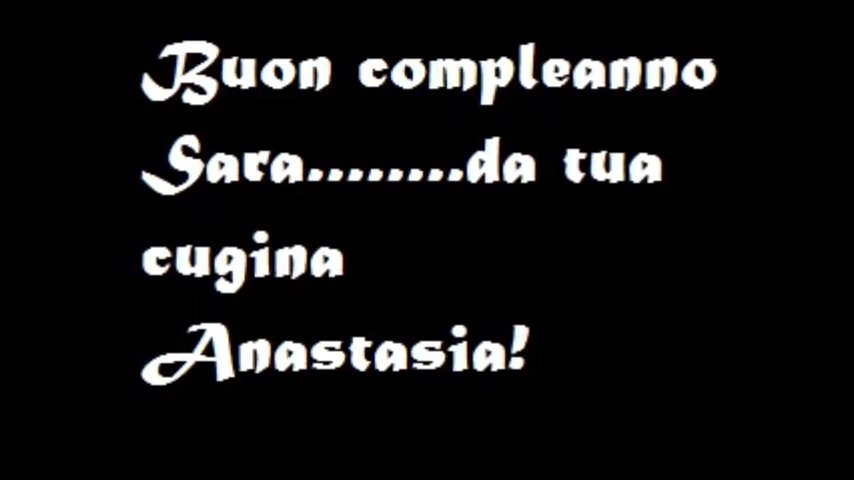 Buon compleanno
Sara........da tua
cugina
Anastasia!